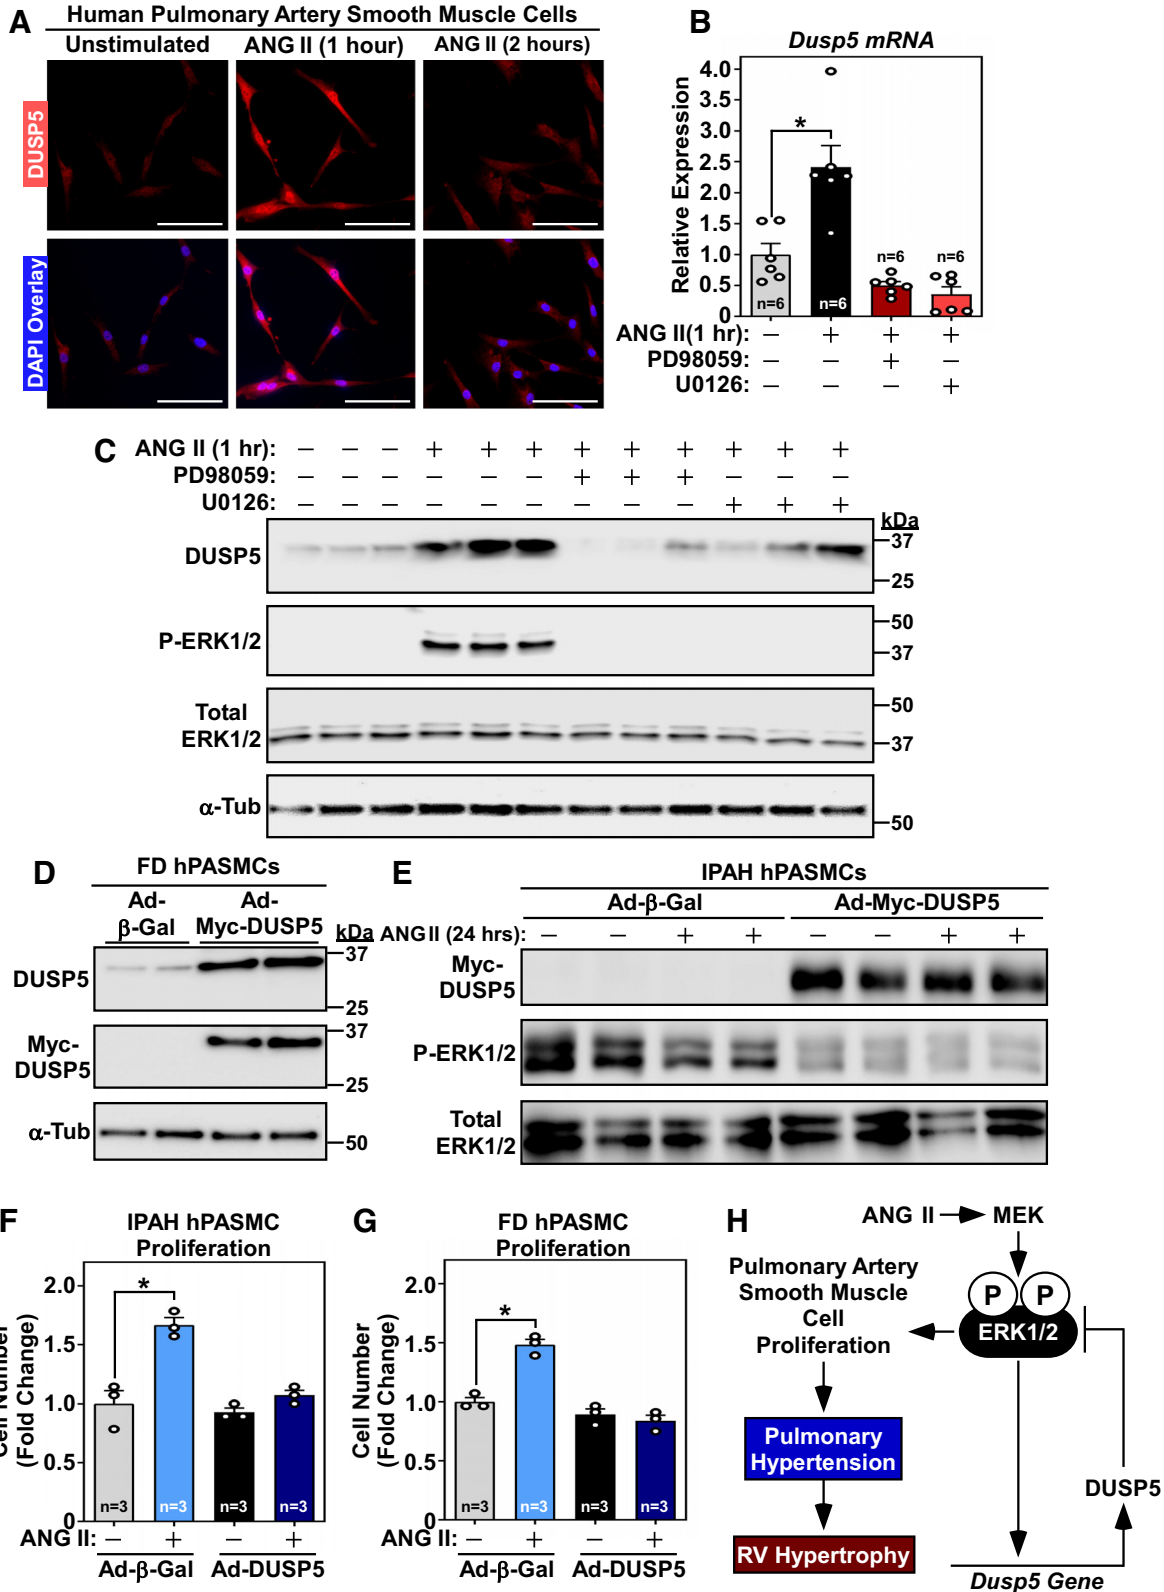 A
Human Pulmonary Artery Smooth Muscle Cells
Unstimulated
ANG II (1 hour)
ANG II (2 hours)
DUSP5
DAPI Overlay
B
Dusp5 mRNA
Relative Expression
4.0
3.5
3.0
2.5
2.0
1.5
1.0
0.5
0
*
n=6
n=6
n=6
n=6
ANG II(1 hr): – + + +
PD98059: – – + –
U0126: – – – +
C
ANG II (1 hr): – – – + + + + + + + + +
PD98059: – – – – – – + + + – – –
U0126: – – – – – – – – – + + +
kDa
DUSP5
37
25
P-ERK1/2
50
37
Total
ERK1/2
50
37
α-Tub
50
D
FD hPASMCs
Ad-
β-Gal
Ad-
Myc-DUSP5
kDa
DUSP5
37
25
Myc-
DUSP5
37
25
α-Tub
50
E
IPAH hPASMCs
Ad-β-Gal
Ad-Myc-DUSP5
ANG II (24 hrs): – – + + – – + +
Myc-
DUSP5
P-ERK1/2
Total
ERK1/2
F
IPAH hPASMC
Proliferation
Cell Number
(Fold Change)
2.0
1.5
1.0
0.5
0
*
n=3
n=3
n=3
n=3
ANG II: – + – +
Ad-β-Gal
Ad-DUSP5
G
FD hPASMC
Proliferation
Cell Number
(Fold Change)
2.0
1.5
1.0
0.5
0
*
n=3
n=3
n=3
n=3
ANG II: – + – +
Ad-β-Gal
Ad-DUSP5
H
ANG II
MEK
P
P
ERK1/2
Pulmonary Artery
Smooth Muscle
Cell
Proliferation
Pulmonary
Hypertension
RV Hypertrophy
DUSP5
Dusp5 Gene